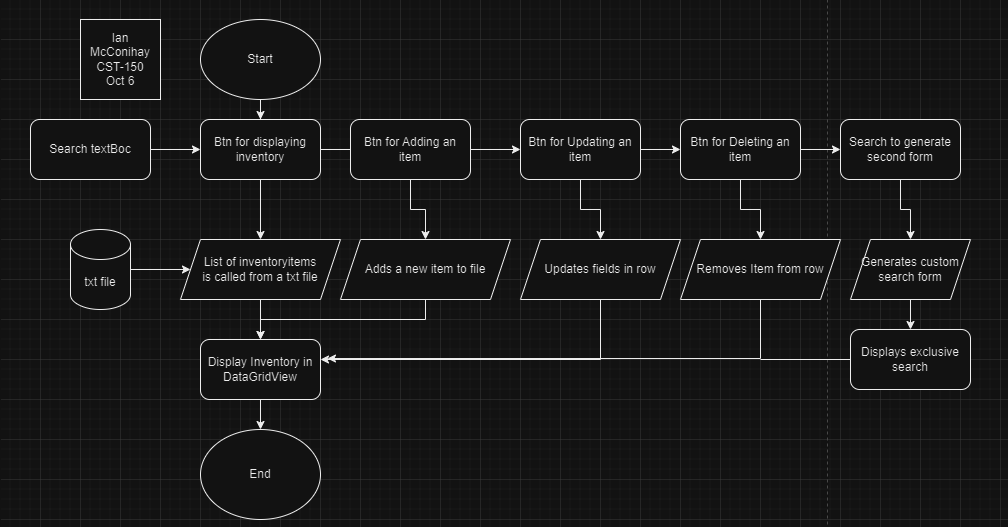 Ian
McConihay
CST-150
Oct 6
Start
Search textBoc
Btn for displaying
inventory
Btn for Adding an
item
Btn for Updating an
item
Btn for Deleting an
item
Search to generate
second form
txt file
List of inventoryitems
is called from a txt file
Adds a new item to file
Updates fields in row
Removes Item from row
Generates custom
search form
Display Inventory in
DataGridView
Displays exclusive
search
End